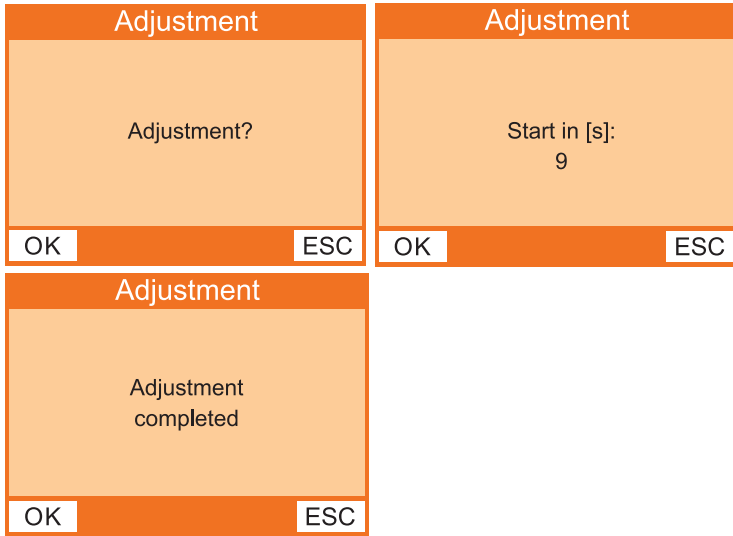 Adjustment
Adjustment?
OK
ESC
Adjustment
Start in [s]:
9
OK
ESC
Adjustment
Adjustment
completed
OK
ESC